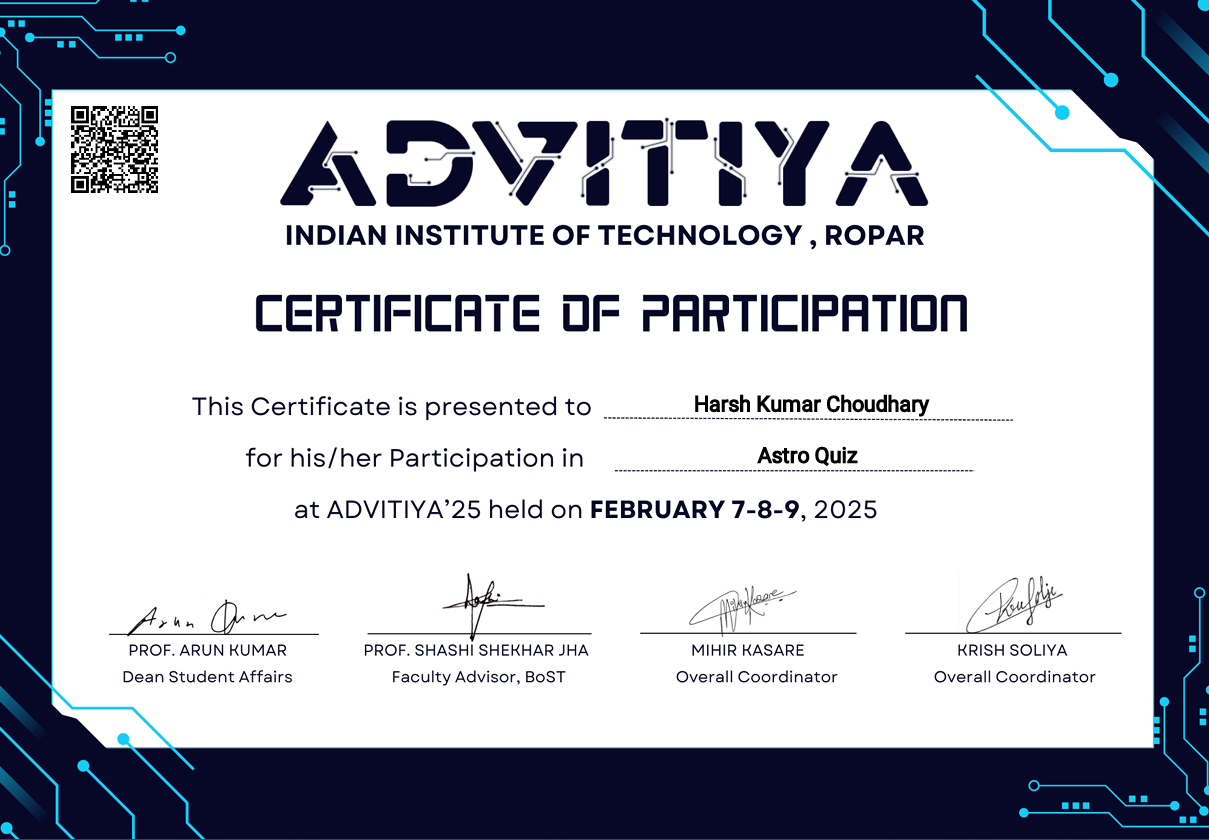 ADVITIYA
INDIAN INSTITUTE OF TECHNOLOGY , ROPAR
CERTIFICATE OF PARTICIPATION
This Certificate is presented to Harsh Kumar Choudhary
for his/her Participation in Astro Quiz
at ADVITIYA’25 held on FEBRUARY 7-8-9, 2025
Arun Kumar
Mihir Kasare
PROF. ARUN KUMAR PROF. SHASHI SHEKHAR JHA MIHIR KASARE KRISH SOLIYA
Dean Student Affairs Faculty Advisor, BoST Overall Coordinator Overall Coordinator